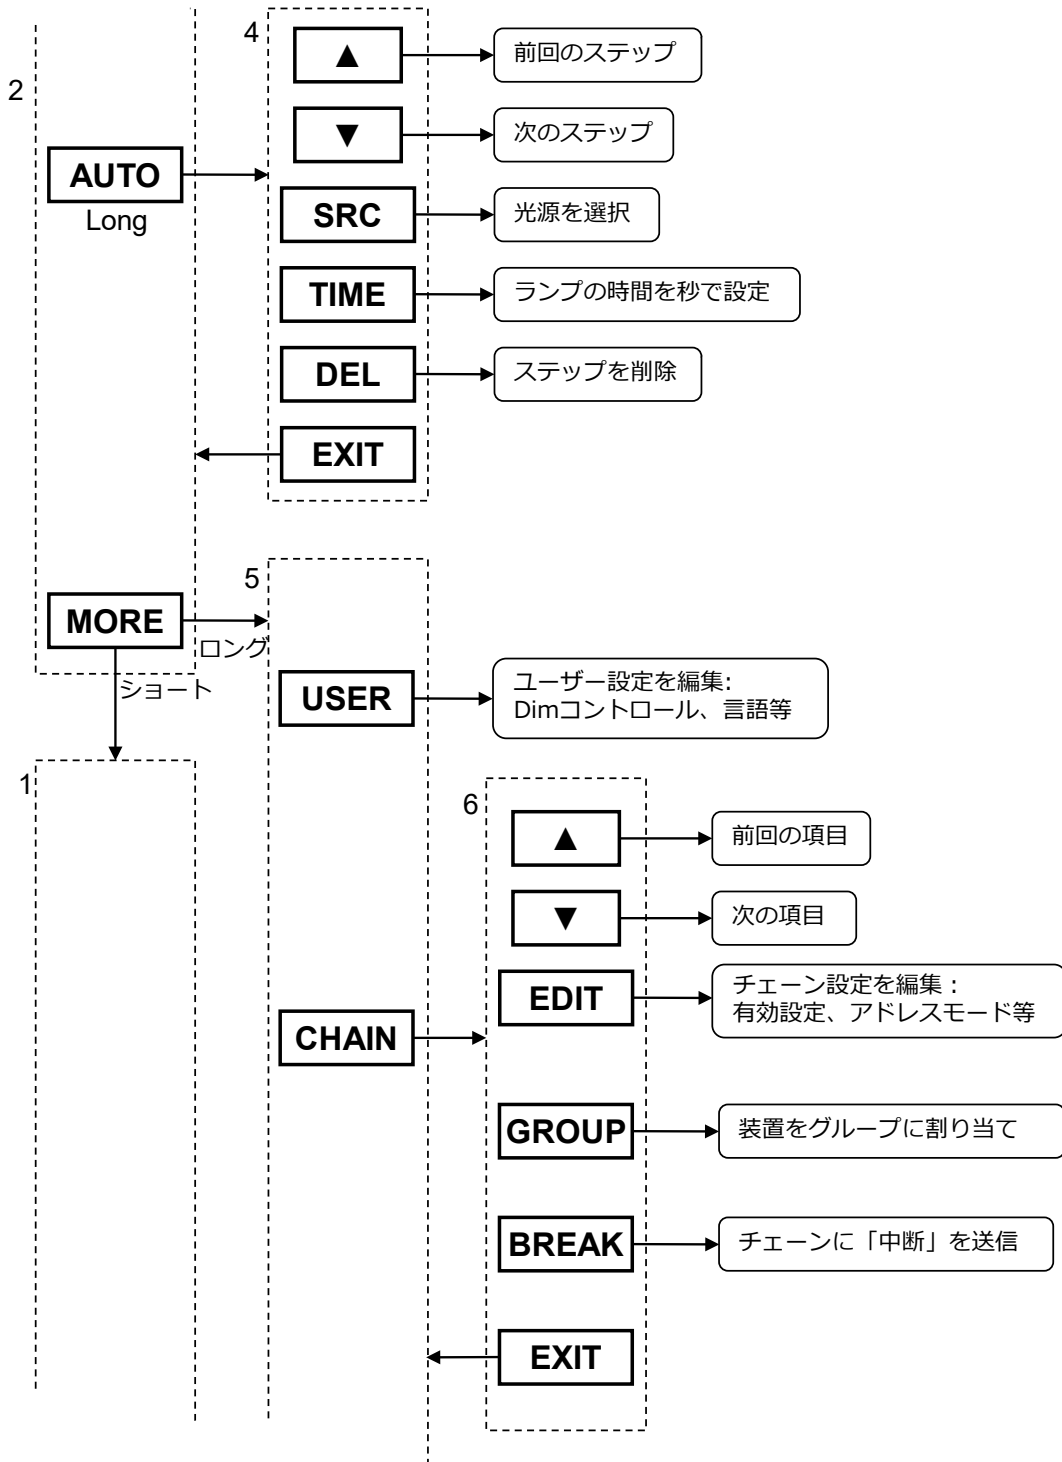 2
AUTO
Long
4
▲
前回のステップ
▼
次のステップ
SRC
光源を選択
TIME
ランプの時間を秒で設定
DEL
ステップを削除
EXIT
MORE
ロング
ショート
5
USER
ユーザー設定を編集:
Dimコントロール、言語等
1
CHAIN
6
▲
前回の項目
▼
次の項目
EDIT
チェーン設定を編集：
有効設定、アドレスモード等
GROUP
装置をグループに割り当て
BREAK
チェーンに「中断」を送信
EXIT